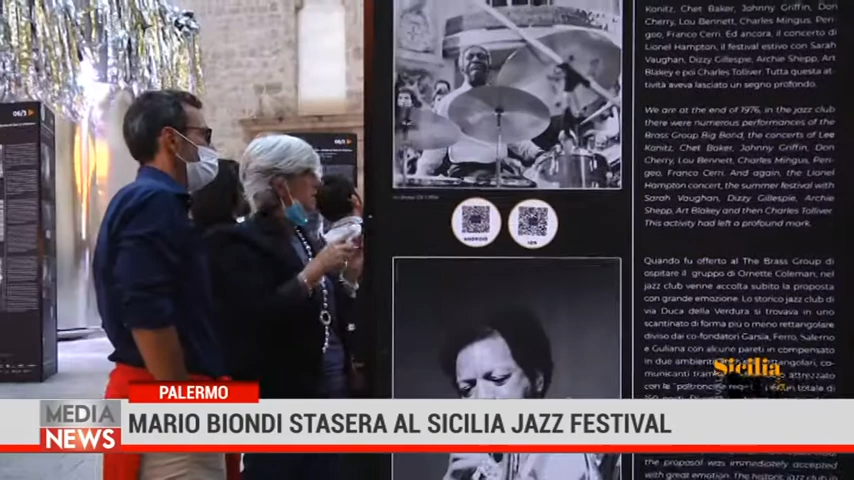 Konitz, Chet Baker, Johnny Griffin, Don
Cherry, Lou Bennett, Charles Mingus, Peri-
goo, Franco Cerri. Ed ancora, il concerto di
Lionel Hampton, il festival estivo con Sarah
Vaughan, Dizzy Gillespie, Archie Shepp, Art
Blakey e poi Charles Tolliver. Tutta questa at-
tività aveva lasciato un segno profondo.
We are at the end of 1976, in the jazz club
there were numerous performances of the
Brass Group Big Band, the concerts of Lee
Konitz, Chet Baker, Johnny Griffin, Don
Cherry, Lou Bennett, Charles Mingus, Peri-
goo, Franco Cerri. And again, the Lionel
Hampton concert, the summer festival with
Sarah Vaughan, Dizzy Gillespie, Archie
Shepp, Art Blakey and then Charles Tolliver.
This activity had left a profound mark.
ANDROID
IOS
Quando fu offerto al The Brass Group di
ospitare il gruppo di Ornette Coleman, nel
jazz club venne accolta subito la proposta
con grande emozione. Lo storico jazz club di
via Duca della Verdura si trovava in uno
scantinato di forma più o meno rettangolare
diviso dai co-fondatori Garsia, Ferro, Salerno
e Guliana con alcune pareti in compensato
in due ambienti
Sicilia
PALERMO
MEDIA
NEWS
MARIO BIONDI STASERA AL SICILIA JAZZ FESTIVAL
the proposal was immediately accepted
with great emotion. The historic jazz club in